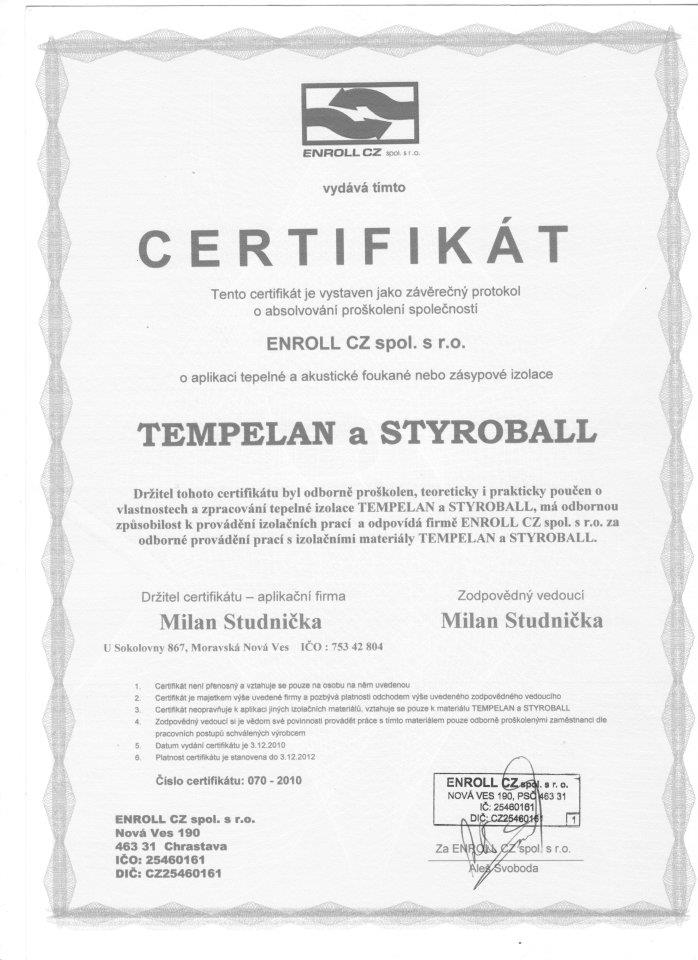 ENROLL CZ spol. s r.o.
vydává tímto
CERTIFIKÁT
Tento certifikát je vystaven jako závěrečný protokol
o absolvování proškolení společností
ENROLL CZ spol. s r.o.
o aplikaci tepelné a akustické foukané nebo zásypové izolace
TEMPELAN a STYROBALL
Držitel tohoto certifikátu byl odborně proškolen, teoreticky i prakticky poučen o
vlastnostech a zpracování tepelné izolace TEMPELAN a STYROBALL, má odbornou
způsobilost k provádění izolačních prací a odpovídá firmě ENROLL CZ spol. s r.o. za
odborné provádění prací s izolačními materiály TEMPELAN a STYROBALL.
Držitel certifikátu – aplikační firma
Milan Studnička
U Sokolovny 867, Moravská Nová Ves IČO : 753 42 804
Zodpovědný vedoucí
Milan Studnička
1. Certifikát není přenosný a vztahuje se pouze na osobu na něm uvedenou
2. Certifikát je majetkem výše uvedené firmy a pozbývá platnosti odchodem výše uvedeného zodpovědného vedoucího
3. Certifikát neopravňuje k aplikaci jiných izolačních materiálů, vztahuje se pouze k materiálu TEMPELAN a STYROBALL
4. Zodpovědný vedoucí si je vědom své povinnosti provádět práce s tímto materiálem pouze odborně proškolenými zaměstnanci dle
pracovních postupů schválených výrobcem
5. Datum vydání certifikátu je 3.12.2010
6. Platnost certifikátu je stanovena do 3.12.2012
Číslo certifikátu: 070 - 2010
ENROLL CZ spol. s r.o.
Nová Ves 190
463 31 Chrastava
IČO: 25460161
DIČ: CZ25460161
ENROLL CZ spol. s r. o.
NOVÁ VES 190, PSČ 463 31
IČ: 25460161
DIČ: CZ25460161
1
Za ENROLL CZ spol. s r.o.
Aleš Svoboda